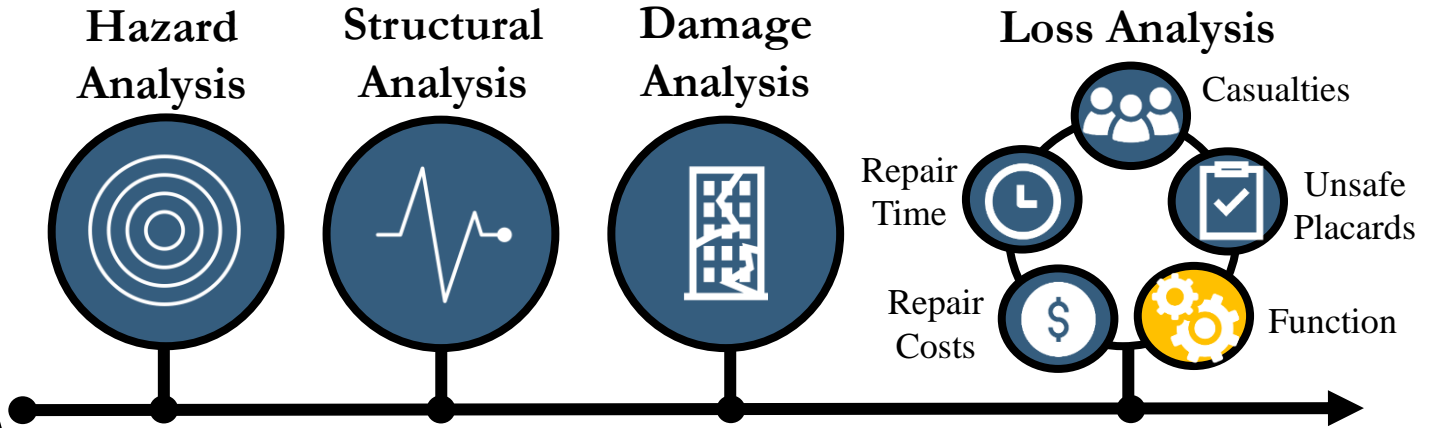 Hazard
Analysis
Structural
Analysis
Damage
Analysis
Loss Analysis
Casualties
Repair
Time
Unsafe
Placards
Repair
Costs
$
Function